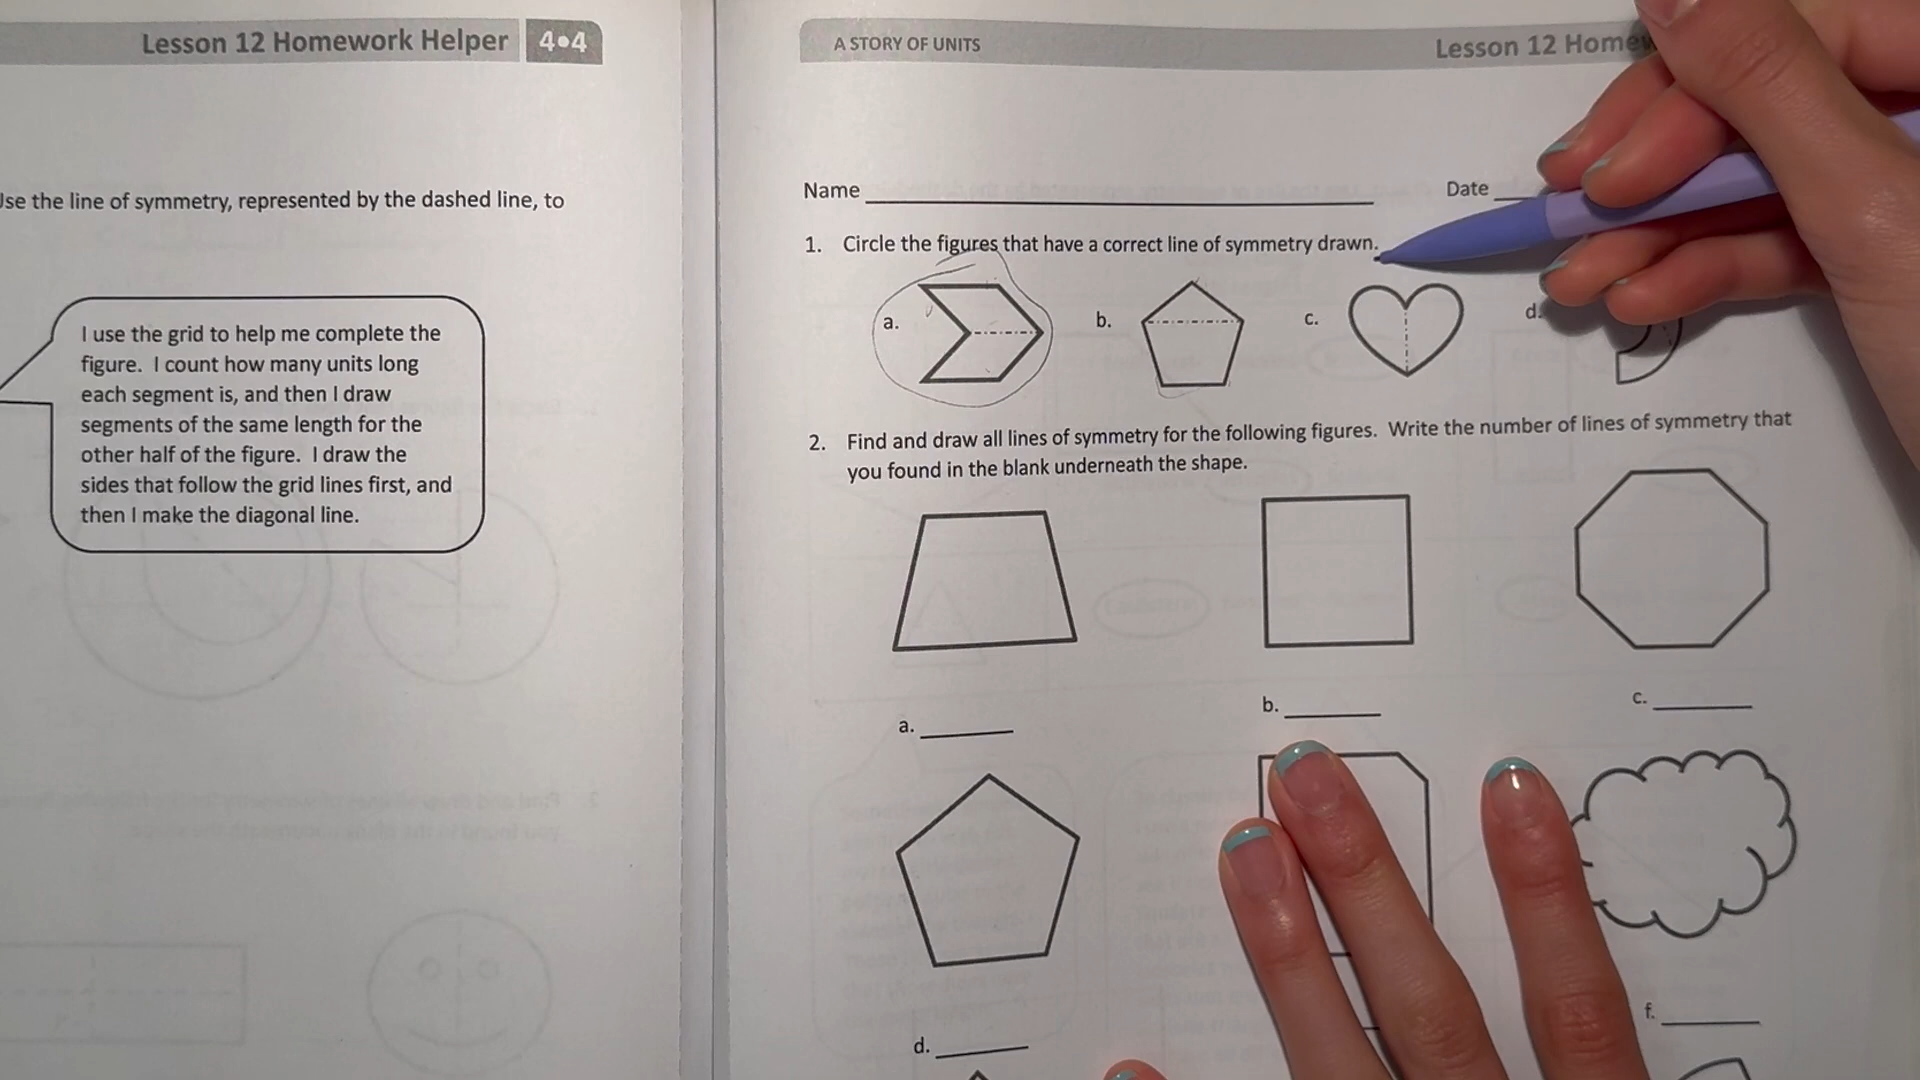 Lesson 12 Homework Helper 4•4
Use the line of symmetry, represented by the dashed line, to
I use the grid to help me complete the
figure. I count how many units long
each segment is, and then I draw
segments of the same length for the
other half of the figure. I draw the
sides that follow the grid lines first, and
then I make the diagonal line.
A STORY OF UNITS
Lesson 12
Name
Date
1. Circle the figures that have a correct line of symmetry drawn.
a.
b.
c.
d.
2. Find and draw all lines of symmetry for the following figures. Write the number of lines of symmetry that
you found in the blank underneath the shape.
a.
b.
c.
d.
f.